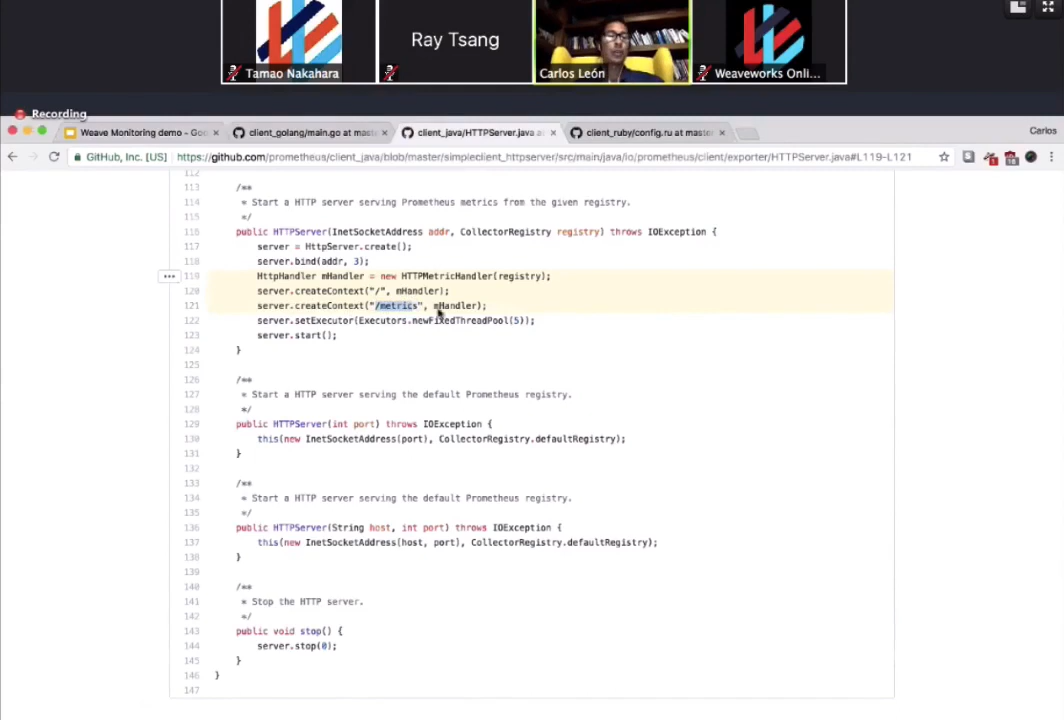 Ray Tsang
Tamao Nakahara
Carlos León
Weaveworks Onli...
Recording
Weave Monitoring demo - Goo
client_golang/main.go at mast
client_java/HTTPServer.java a
client_ruby/config.ru at master
Carlos
GitHub, Inc. [US]
https://github.com/prometheus/client_java/blob/master/simpleclient_httpserver/src/main/java/io/prometheus/client/exporter/HTTPServer.java#L119-L121
112
113 /**
114 * Start a HTTP server serving Prometheus metrics from the given registry.
115 */
116 public HTTPServer(InetSocketAddress addr, CollectorRegistry registry) throws IOException {
117 server = HttpServer.create();
118 server.bind(addr, 3);
119 HttpHandler mHandler = new HTTPMetricHandler(registry);
120 server.createContext("/", mHandler);
121 server.createContext("/metrics", mHandler);
122 server.setExecutor(Executors.newFixedThreadPool(5));
123 server.start();
124 }
125
126 /**
127 * Start a HTTP server serving the default Prometheus registry.
128 */
129 public HTTPServer(int port) throws IOException {
130 this(new InetSocketAddress(port), CollectorRegistry.defaultRegistry);
131 }
132
133 /**
134 * Start a HTTP server serving the default Prometheus registry.
135 */
136 public HTTPServer(String host, int port) throws IOException {
137 this(new InetSocketAddress(host, port), CollectorRegistry.defaultRegistry);
138 }
139
140 /**
141 * Stop the HTTP server.
142 */
143 public void stop() {
144 server.stop(0);
145 }
146 }
147